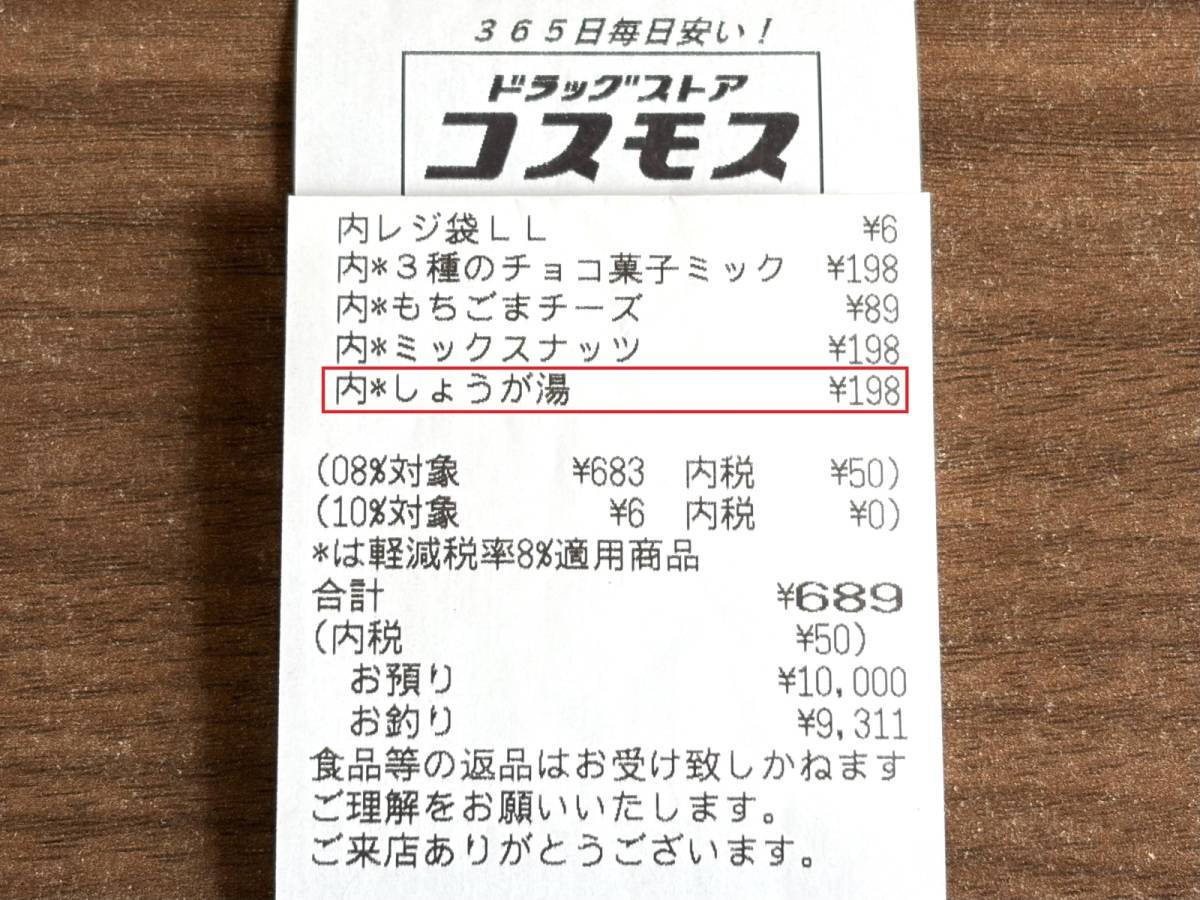 365日毎日安い!
ドラッグストア
コスモス
内レジ袋LL ¥6
内*3種のチョコ菓子ミック ¥198
内*もちごまチーズ ¥89
内*ミックスナッツ ¥198
内*しょうが湯 ¥198
(08%対象 ¥683 内税 ¥50)
(10%対象 ¥6 内税 ¥0)
*は軽減税率8%適用商品
合計 ¥689
(内税 ¥50)
お預り ¥10,000
お釣り ¥9,311
食品等の返品はお受け致しかねます
ご理解をお願いいたします。
ご来店ありがとうございます。